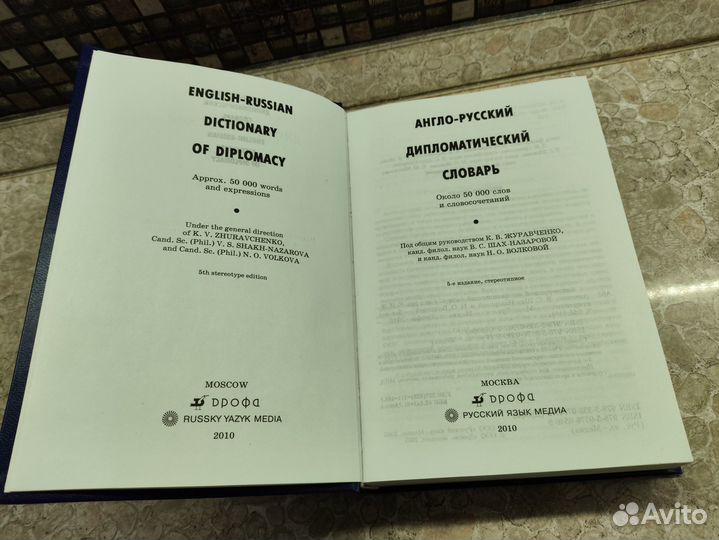 ENGLISH-RUSSIAN
DICTIONARY
OF DIPLOMACY
Approx. 50 000 words
and expressions
Under the general direction
of K. V. ZHURAVCHENKO,
Cand. Sc. (Phil.) V. S. SHAKH-NAZAROVA
and Cand. Sc. (Phil.) N. O. VOLKOVA
5th stereotype edition
MOSCOW
дрофа
RUSSKY YAZYK MEDIA
2010
АНГЛО-РУССКИЙ
ДИПЛОМАТИЧЕСКИЙ
СЛОВАРЬ
Около 50 000 слов
и словосочетаний
Под общим руководством К. В. ЖУРАВЧЕНКО,
канд. филол. наук В. С. ШАХ-НАЗАРОВОЙ
и канд. филол. наук Н. О. ВОЛКОВОЙ
5-е издание, стереотипное
МОСКВА
дрофа
РУССКИЙ ЯЗЫК МЕДИА
2010
Avito